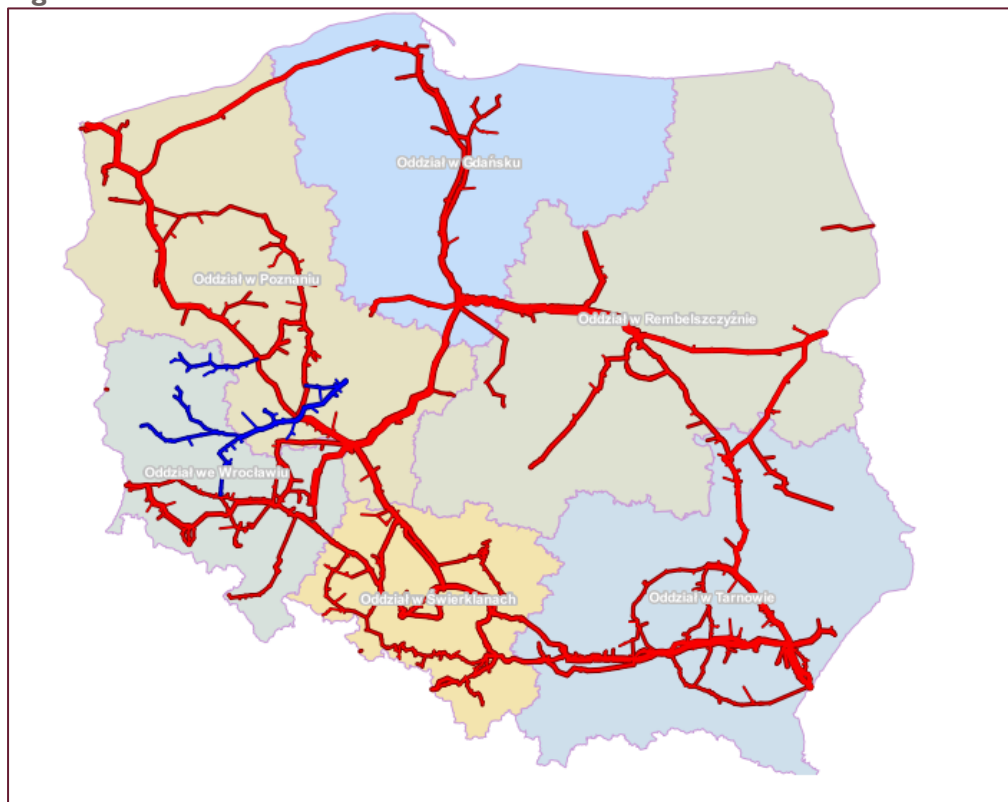 Oddział w Gdańsku
Oddział w Poznaniu
Oddział w Rembelszczyźnie
Oddział we Wrocławiu
Oddział w Świerklanach
Oddział w Tarnowie